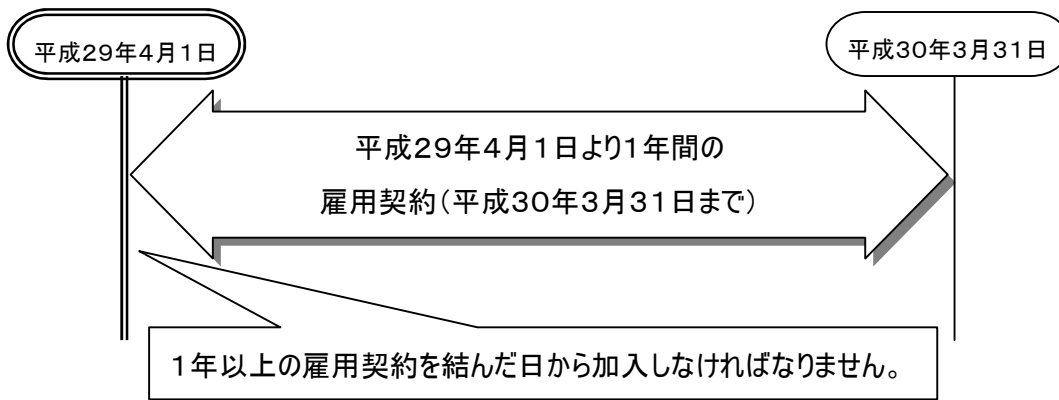 平成29年4月1日
平成30年3月31日
平成29年4月1日より1年間の
雇用契約(平成30年3月31日まで)
1年以上の雇用契約を結んだ日から加入しなければなりません。